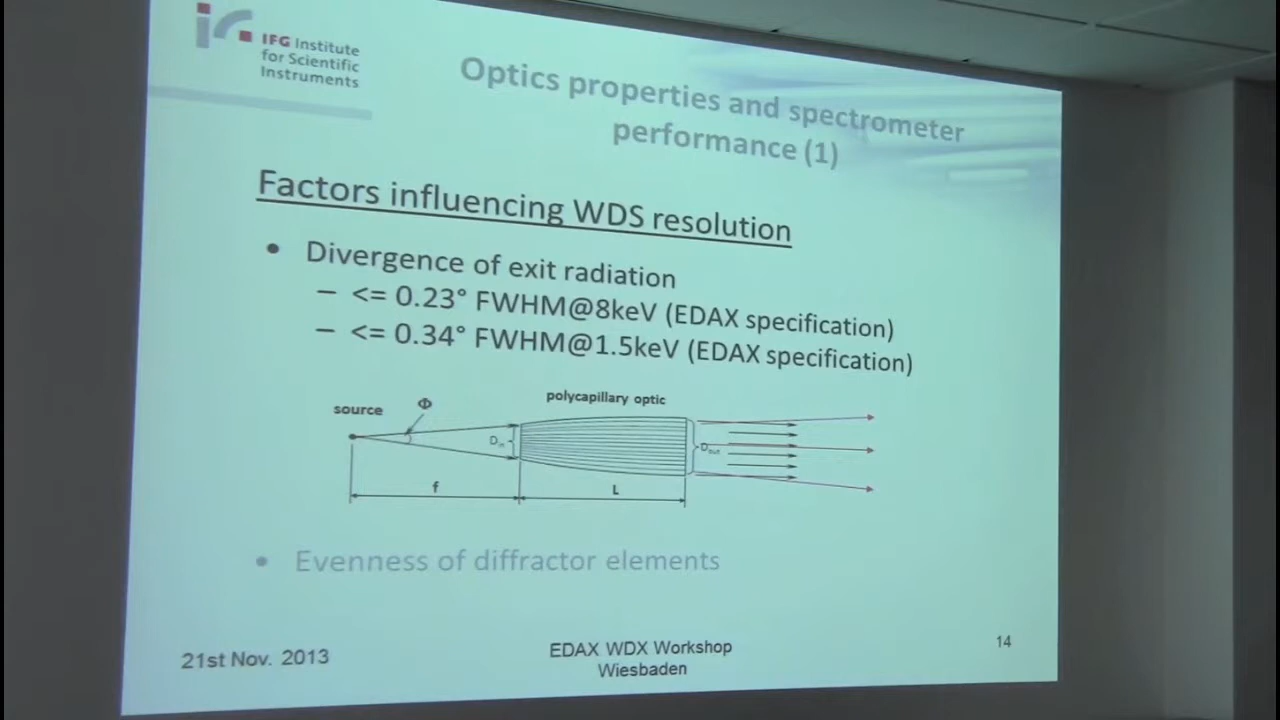 IFG Institute
for Scientific
Instruments
Optics properties and spectrometer
performance (1)
Factors influencing WDS resolution
• Divergence of exit radiation
– <= 0.23° FWHM@8keV (EDAX specification)
– <= 0.34° FWHM@1.5keV (EDAX specification)
polycapillary optic
source
Φ
D_in
D_out
f
L
• Evenness of diffractor elements
21st Nov. 2013
EDAX WDX Workshop
Wiesbaden
14